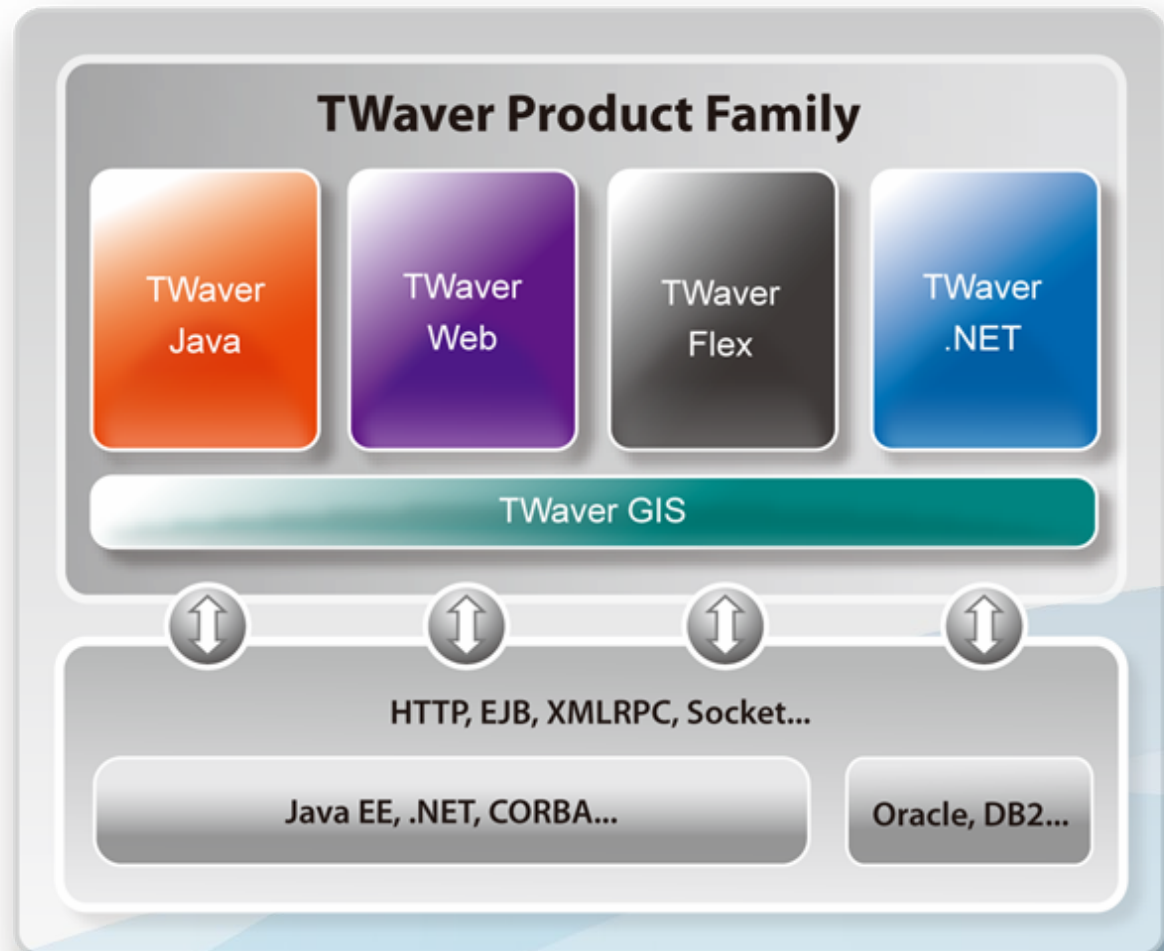 TWaver Product Family
TWaver
Java
TWaver
Web
TWaver
Flex
TWaver
.NET
TWaver GIS
HTTP, EJB, XMLRPC, Socket...
Java EE, .NET, CORBA...
Oracle, DB2...